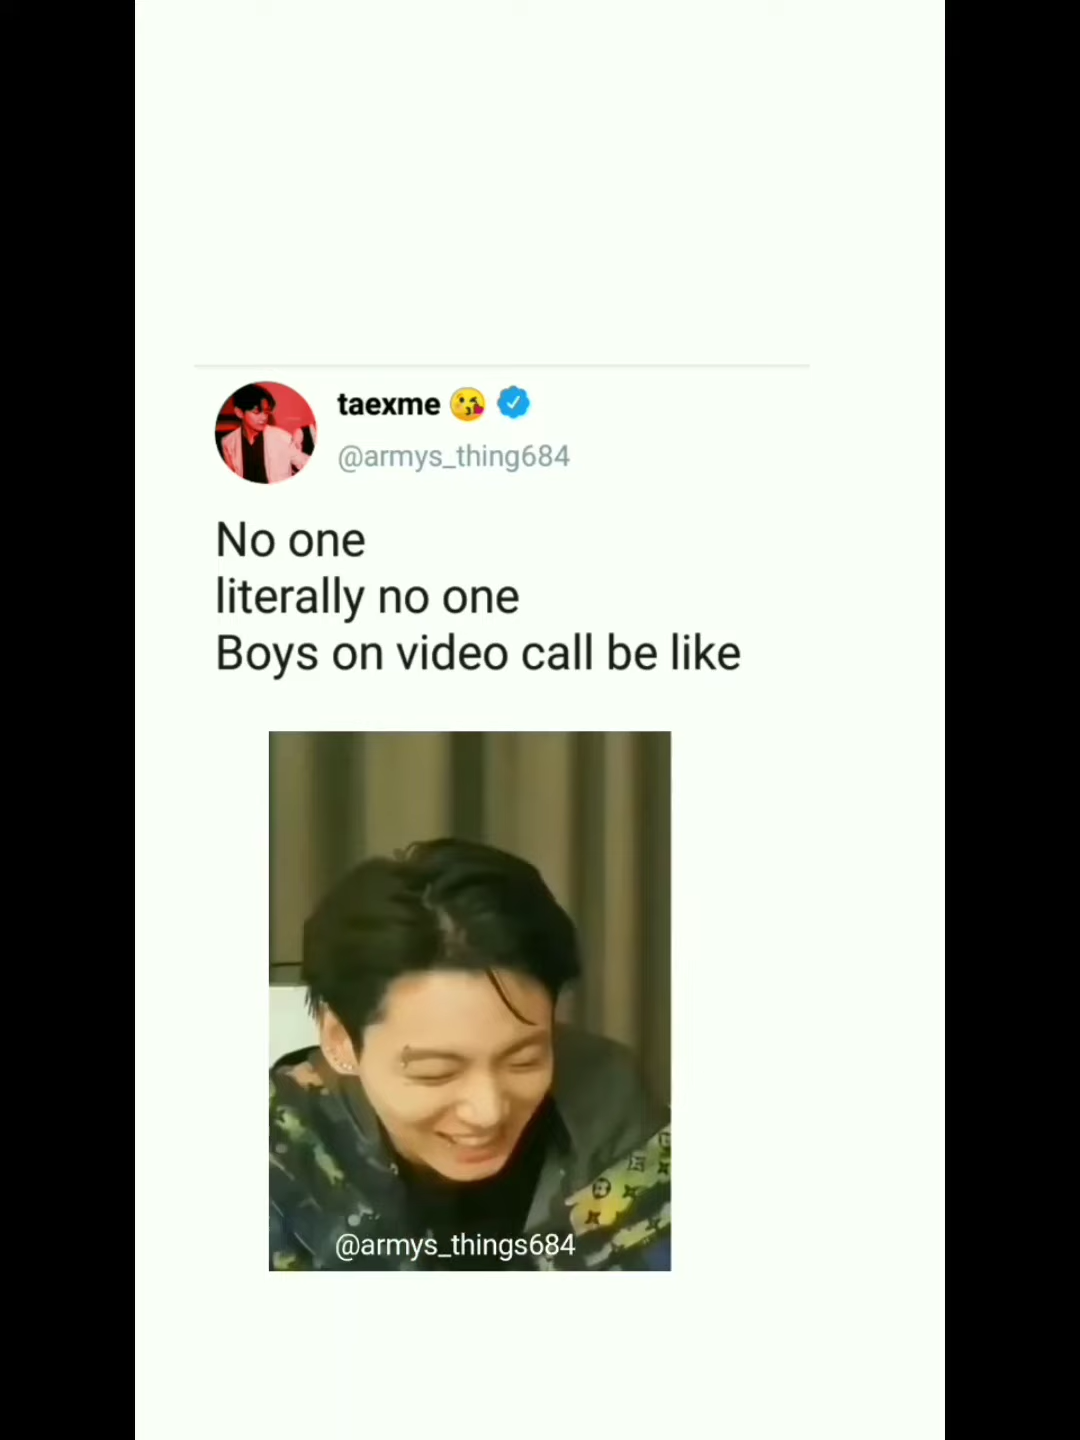 taexme 😘
@armys_thing684
No one
literally no one
Boys on video call be like
@armys_things684